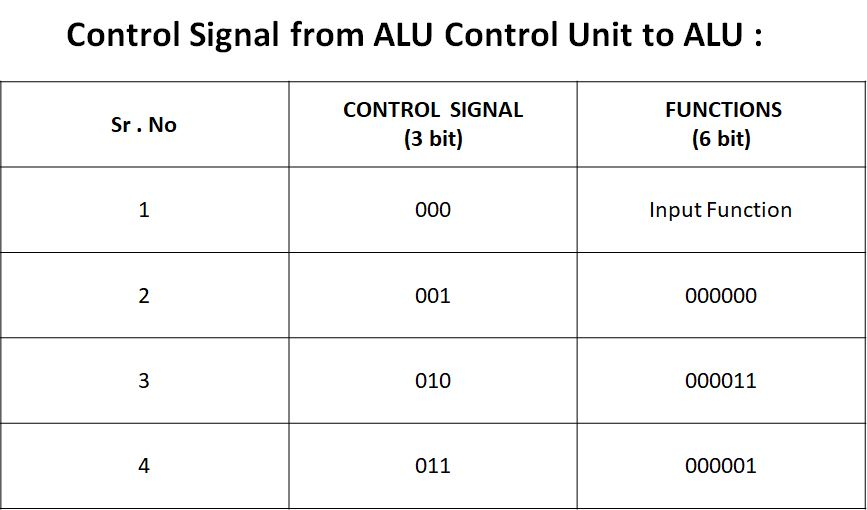 Control Signal from ALU Control Unit to ALU :
Sr . No CONTROL SIGNAL (3 bit) FUNCTIONS (6 bit)
1 000 Input Function
2 001 000000
3 010 000011
4 011 000001